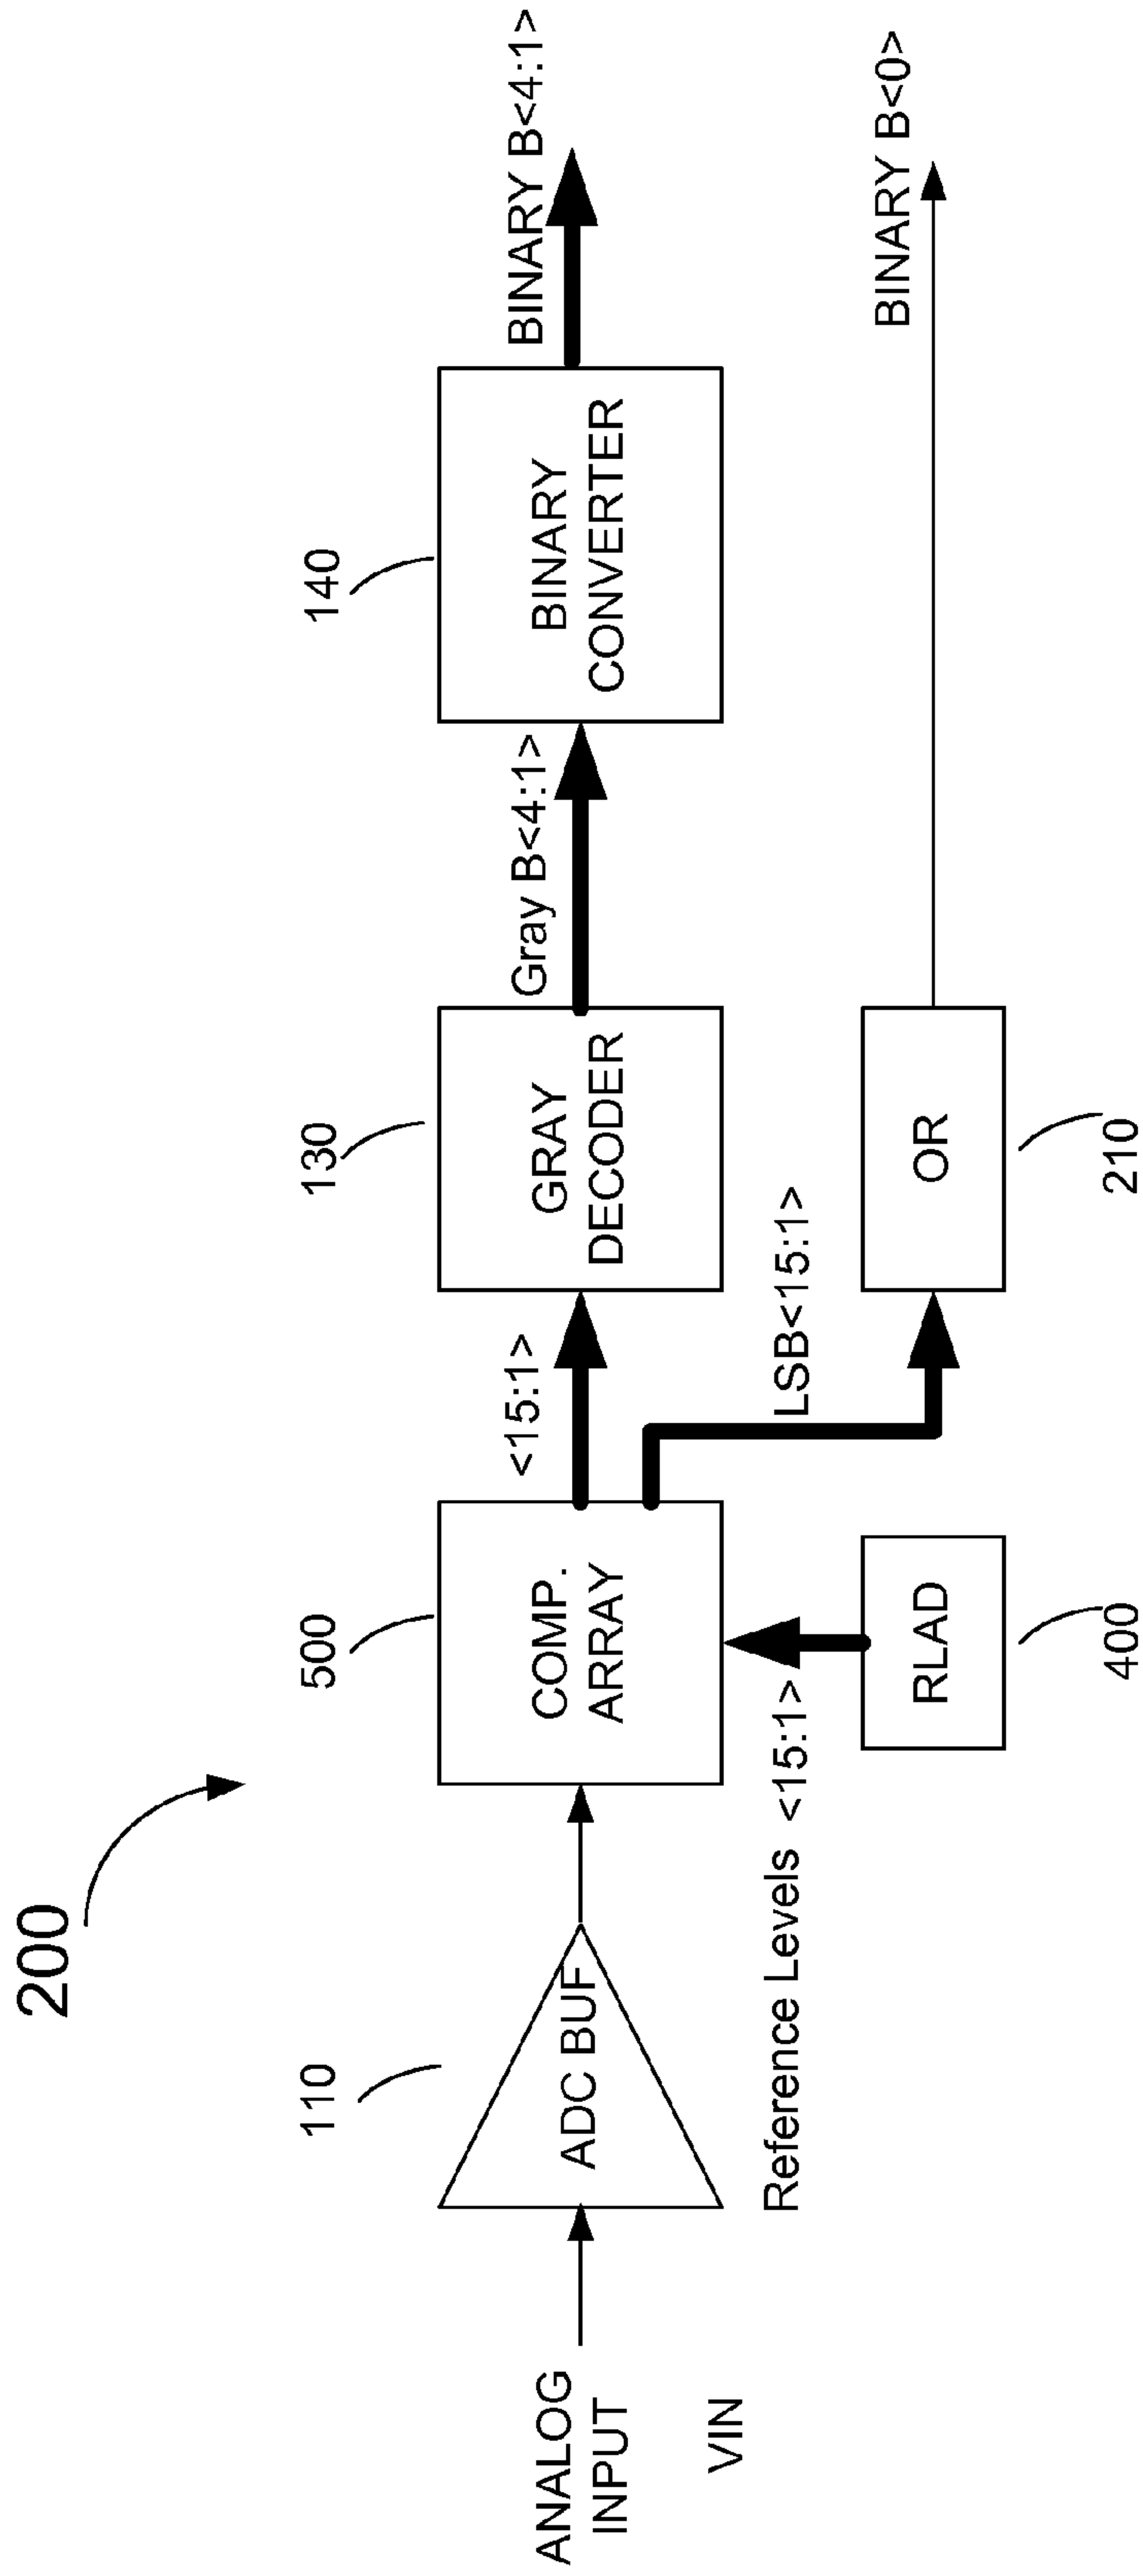 200
ANALOG
INPUT
VIN
110
ADC BUF
500
COMP.
ARRAY
<15:1>
130
GRAY
DECODER
Gray B<4:1>
140
BINARY
CONVERTER
BINARY B<4:1>
Reference Levels <15:1>
RLAD
400
LSB<15:1>
OR
210
BINARY B<0>